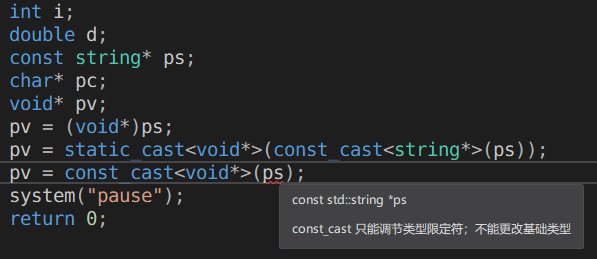 int i;
double d;
const string* ps;
char* pc;
void* pv;
pv = (void*)ps;
pv = static_cast<void*>(const_cast<string*>(ps));
pv = const_cast<void*>(ps);
system("pause");
return 0;
const std::string *ps
const_cast 只能调节类型限定符；不能更改基础类型